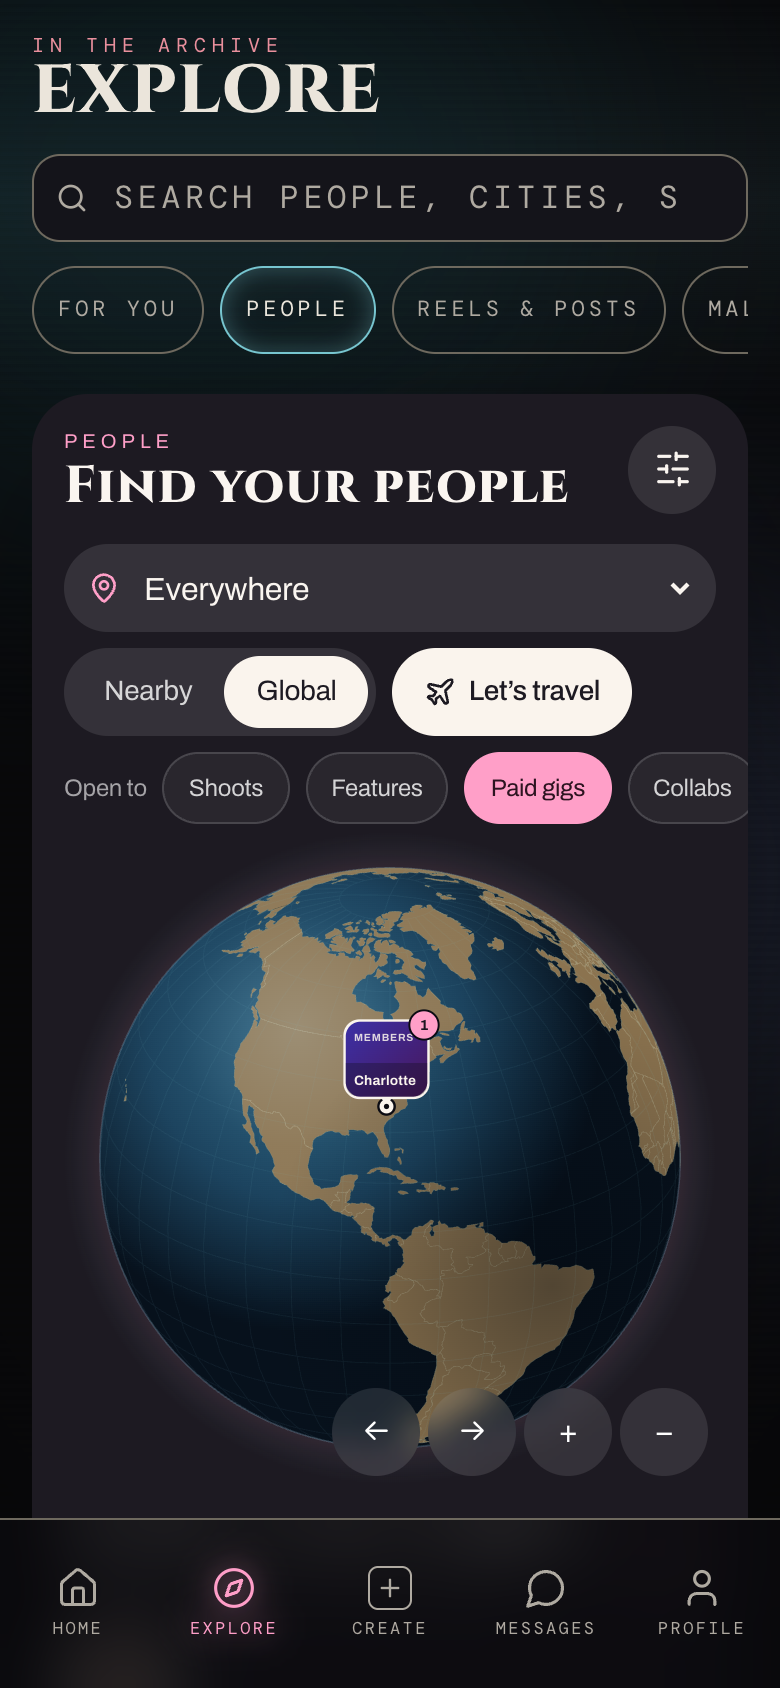 IN THE ARCHIVE
EXPLORE
SEARCH PEOPLE, CITIES, S
FOR YOU PEOPLE REELS & POSTS MAL
PEOPLE
FIND YOUR PEOPLE
Everywhere
Nearby Global Let’s travel
Open to Shoots Features Paid gigs Collabs
1
MEMBERS
Charlotte
+ −
HOME EXPLORE CREATE MESSAGES PROFILE